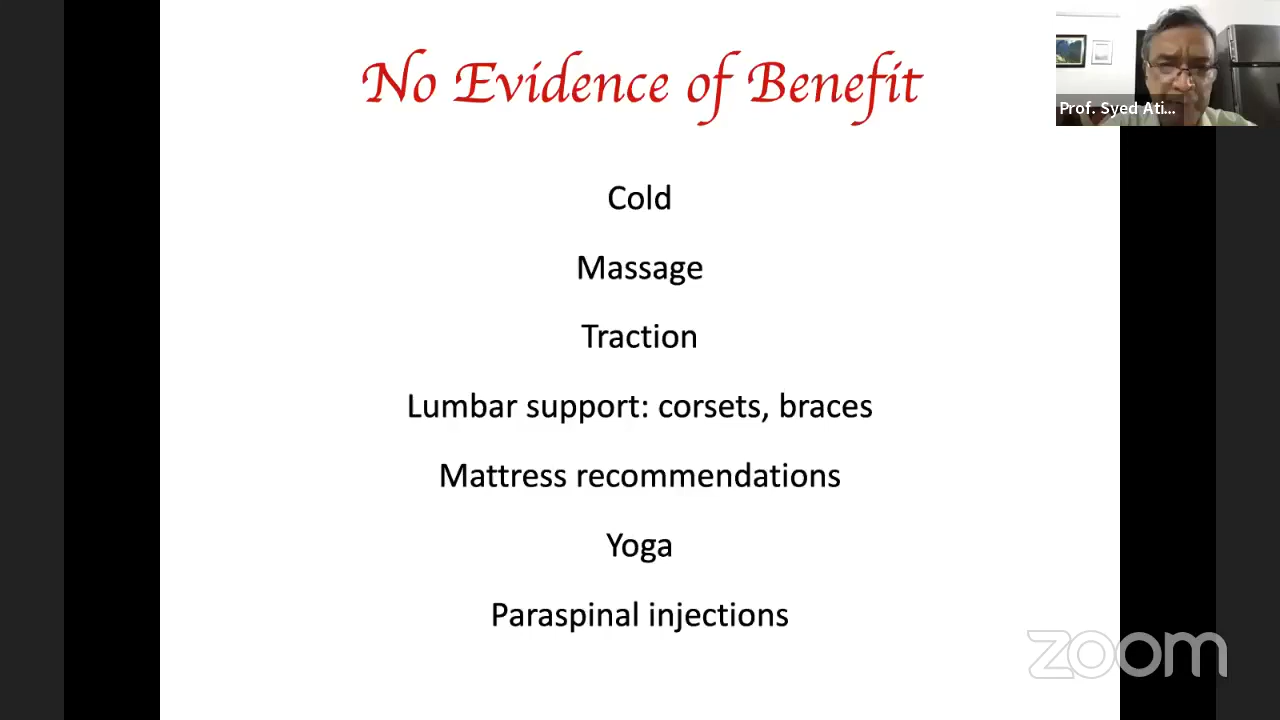 No Evidence of Benefit
Prof. Syed Ati...
Cold
Massage
Traction
Lumbar support: corsets, braces
Mattress recommendations
Yoga
Paraspinal injections
zoom